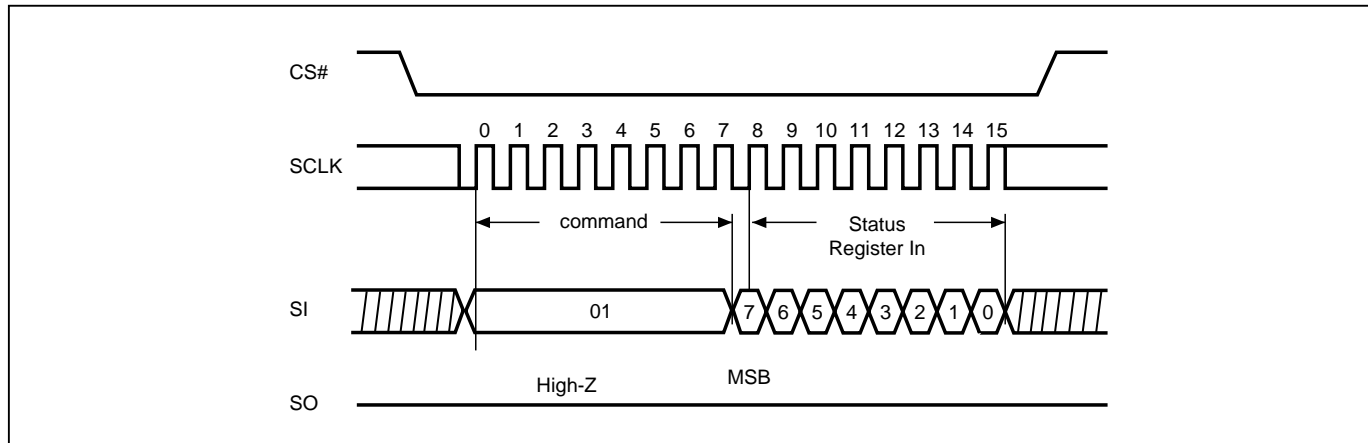 CS#
0 1 2 3 4 5 6 7 8 9 10 11 12 13 14 15
SCLK
command
Status
Register In
SI
01
7 6 5 4 3 2 1 0
High-Z
MSB
SO